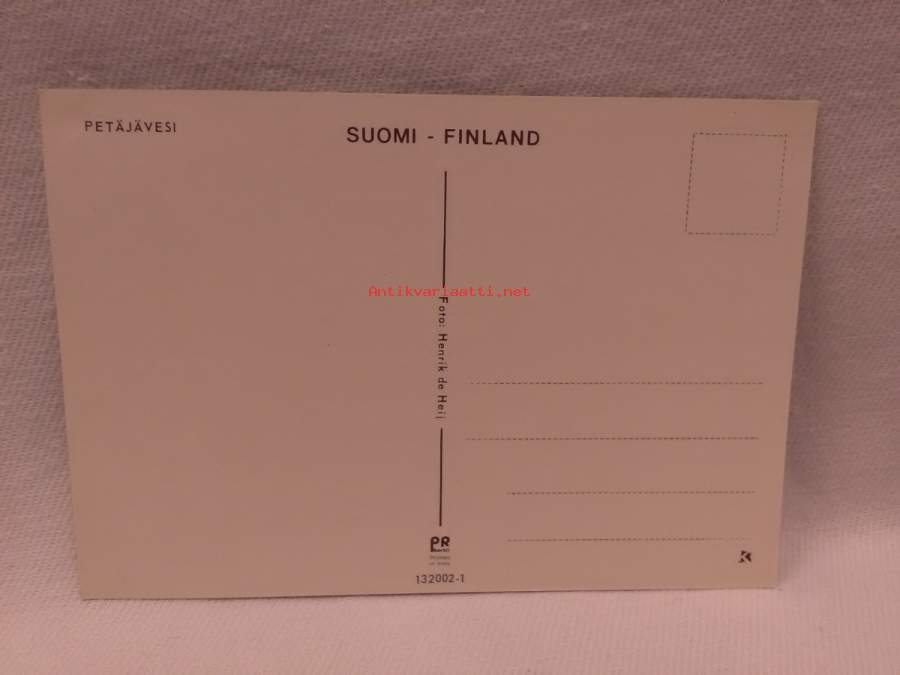 PETÄJÄVESI
SUOMI - FINLAND
Antikvariaatti.net
Foto: Henrik de Heij
PR
132002-1
K